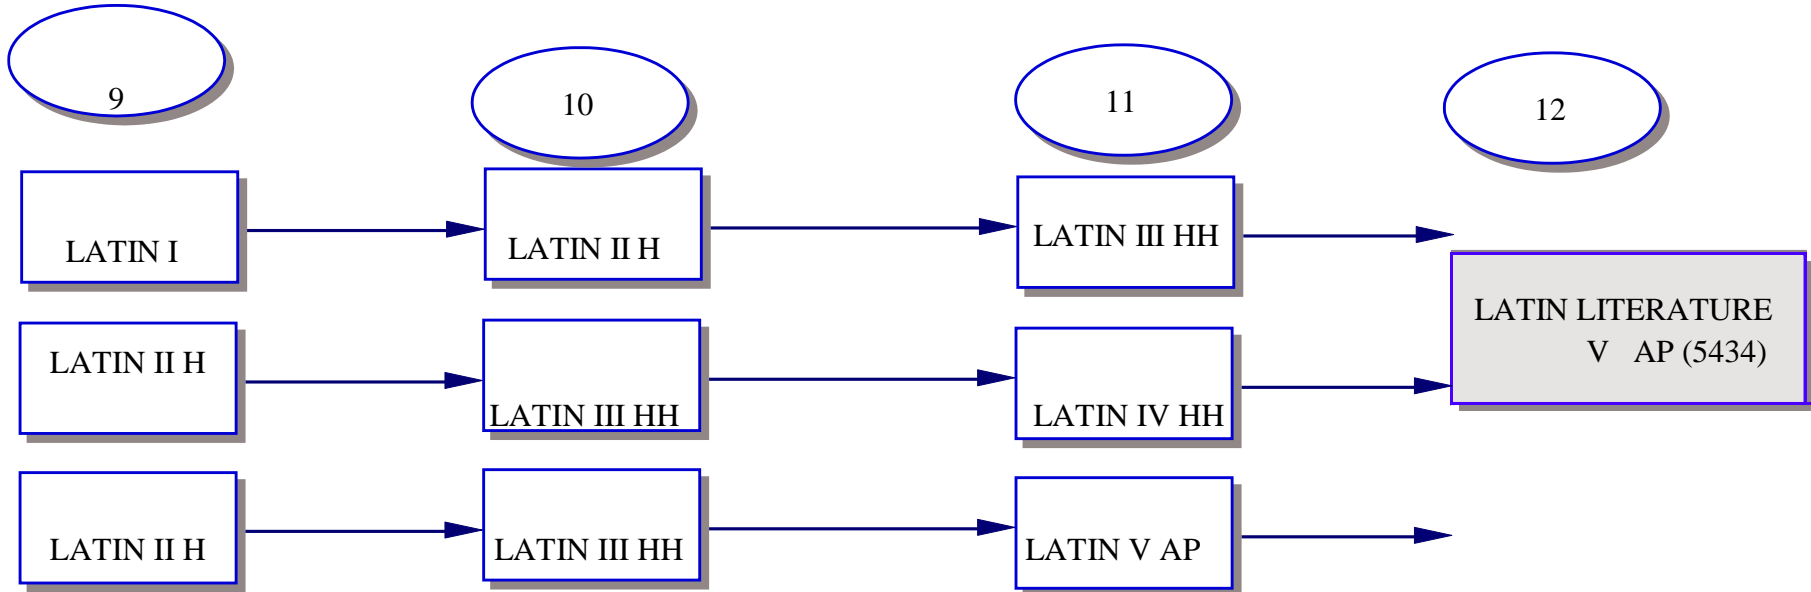 9
10
11
12
LATIN I
LATIN II H
LATIN III HH
LATIN LITERATURE
V AP (5434)
LATIN II H
LATIN III HH
LATIN IV HH
LATIN II H
LATIN III HH
LATIN V AP